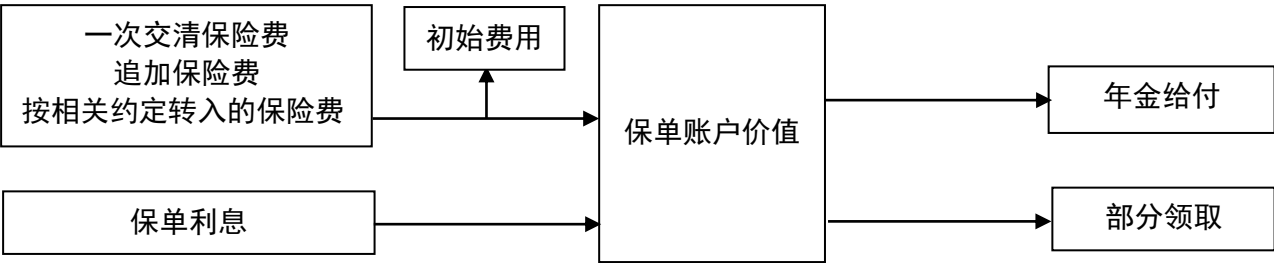 一次交清保险费
追加保险费
按相关约定转入的保险费
初始费用
保单账户价值
年金给付
保单利息
部分领取